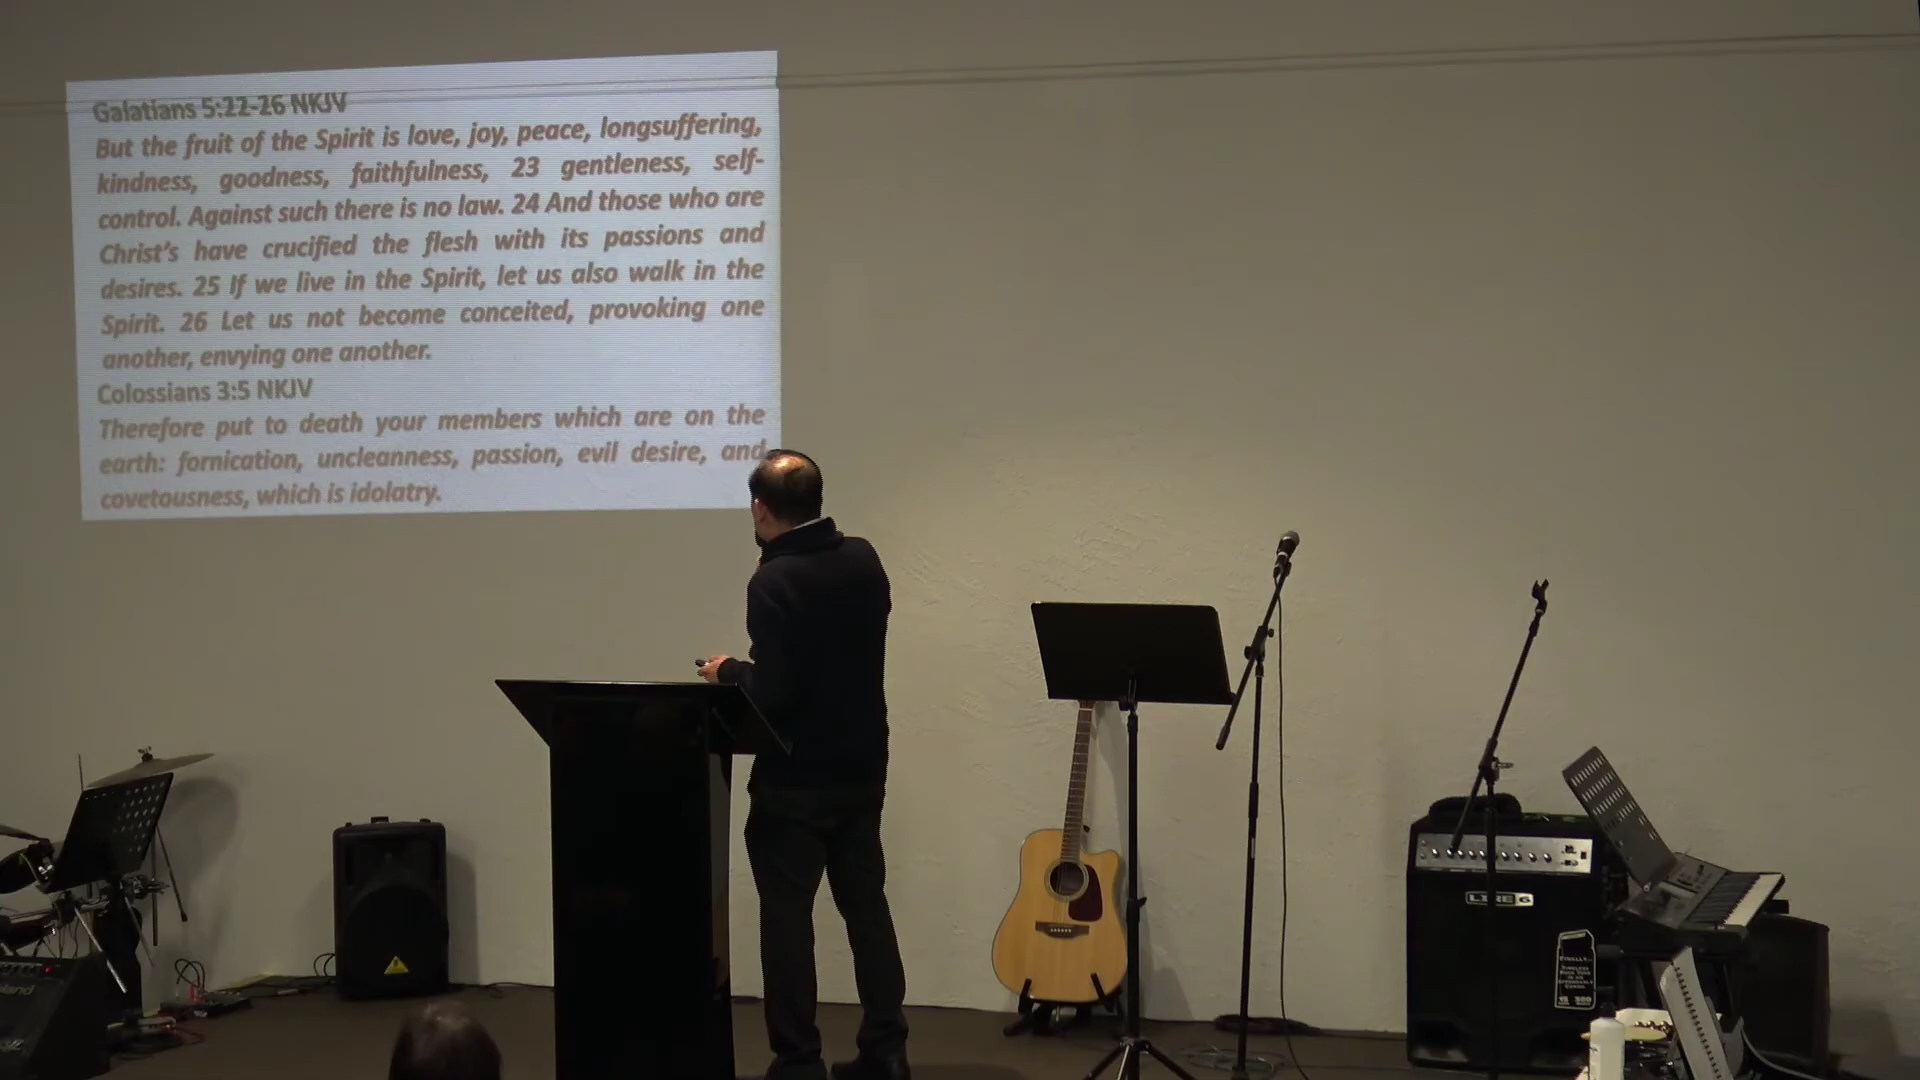 Galatians 5:22-26 NKJV
But the fruit of the Spirit is love, joy, peace, longsuffering,
kindness, goodness, faithfulness, 23 gentleness, self-
control. Against such there is no law. 24 And those who are
Christ's have crucified the flesh with its passions and
desires. 25 If we live in the Spirit, let us also walk in the
Spirit. 26 Let us not become conceited, provoking one
another, envying one another.
Colossians 3:5 NKJV
Therefore put to death your members which are on the
earth: fornication, uncleanness, passion, evil desire, and
covetousness, which is idolatry.
LINE 6
FINALLY...